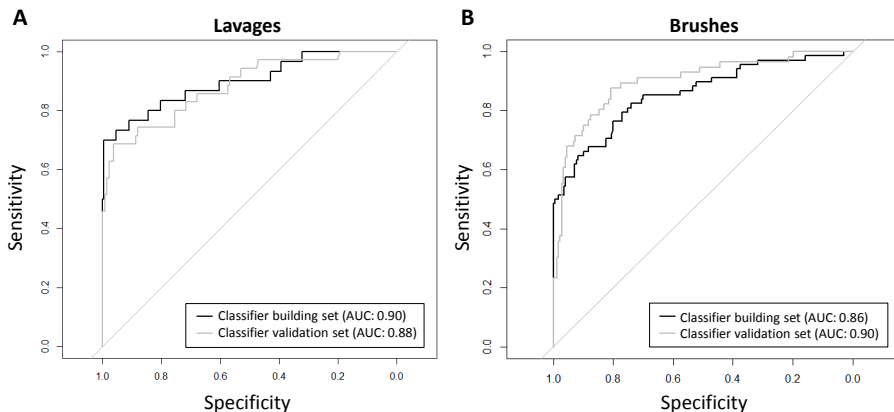 A
Lavages
Sensitivity
1.0
0.8
0.6
0.4
0.2
0.0
Classifier building set (AUC: 0.90)
Classifier validation set (AUC: 0.88)
1.0 0.8 0.6 0.4 0.2 0.0
Specificity
B
Brushes
Sensitivity
1.0
0.8
0.6
0.4
0.2
0.0
Classifier building set (AUC: 0.86)
Classifier validation set (AUC: 0.90)
1.0 0.8 0.6 0.4 0.2 0.0
Specificity